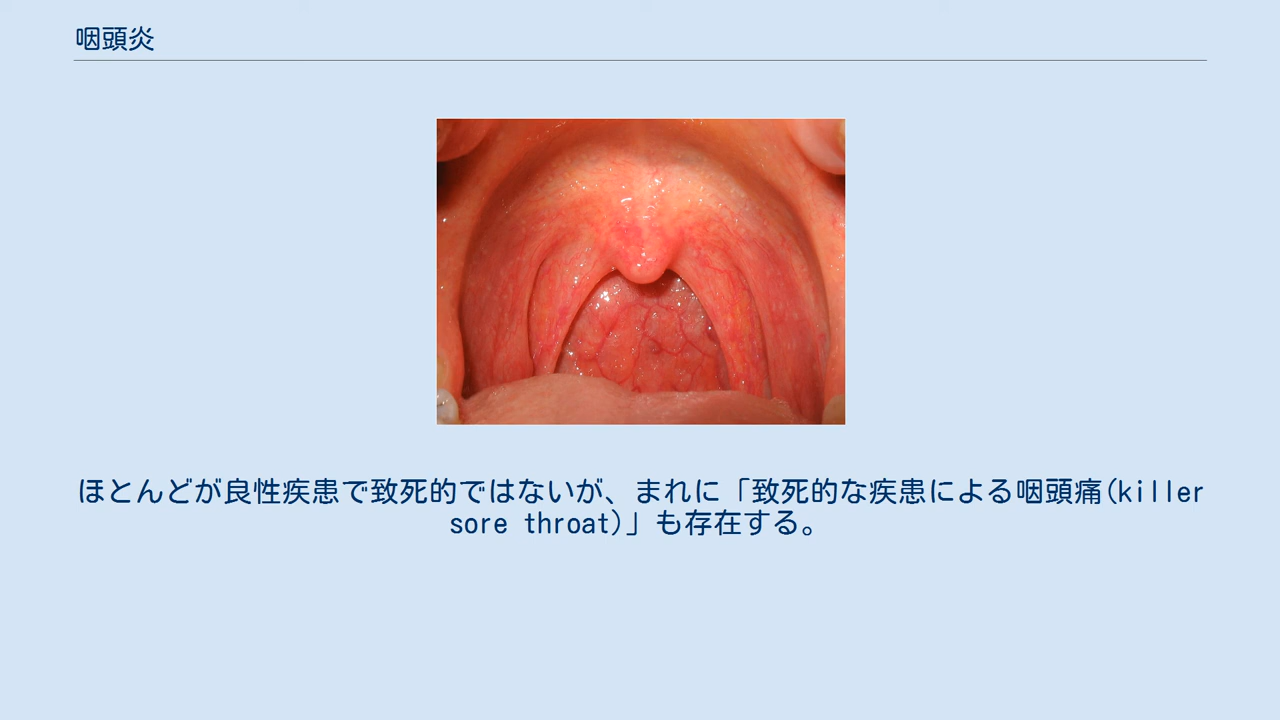 咽頭炎
ほとんどが良性疾患で致死的ではないが、まれに「致死的な疾患による咽頭痛(killer
sore throat)」も存在する。